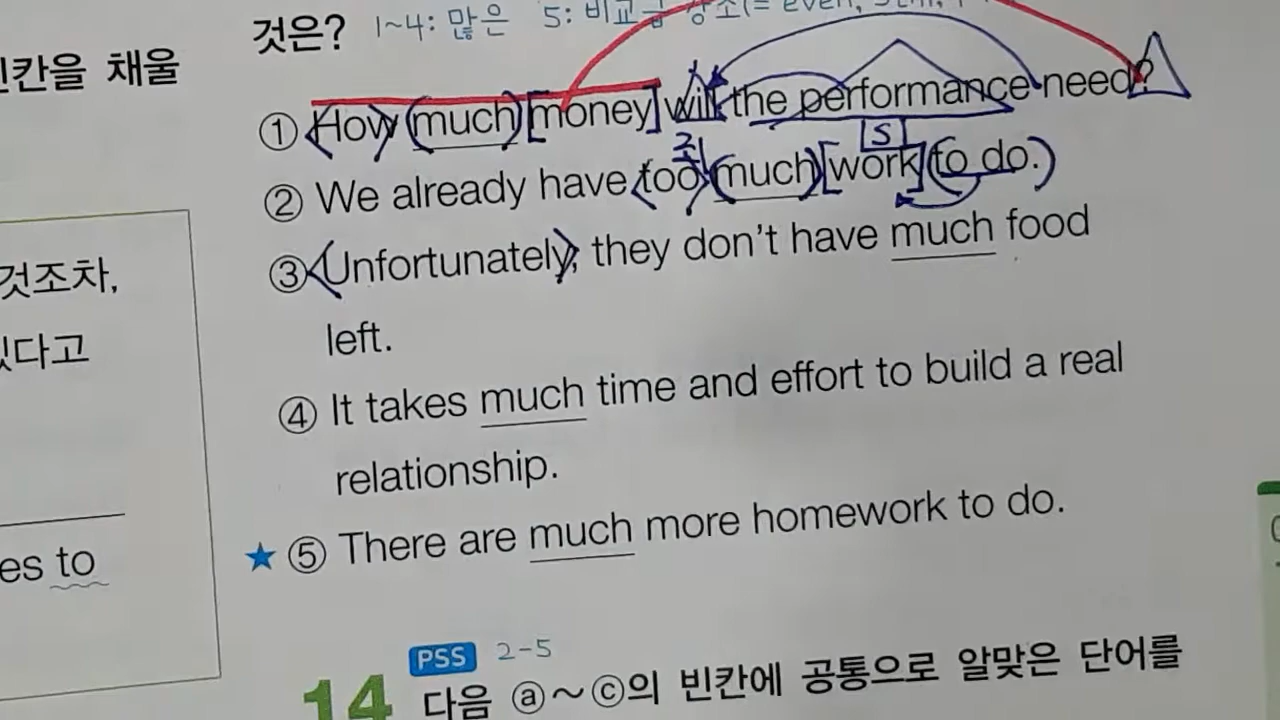 것은? 1~4: 많은 5: 비교급 강조(= even, still,
빈칸을 채울
① How much money will the performance need?
S
② We already have too much work to do.
③ Unfortunately, they don't have much food
left.
것조차,
있다고
④ It takes much time and effort to build a real
relationship.
★ ⑤ There are much more homework to do.
es to
PSS 2-5
14 다음 ⓐ~ⓒ의 빈칸에 공통으로 알맞은 단어를